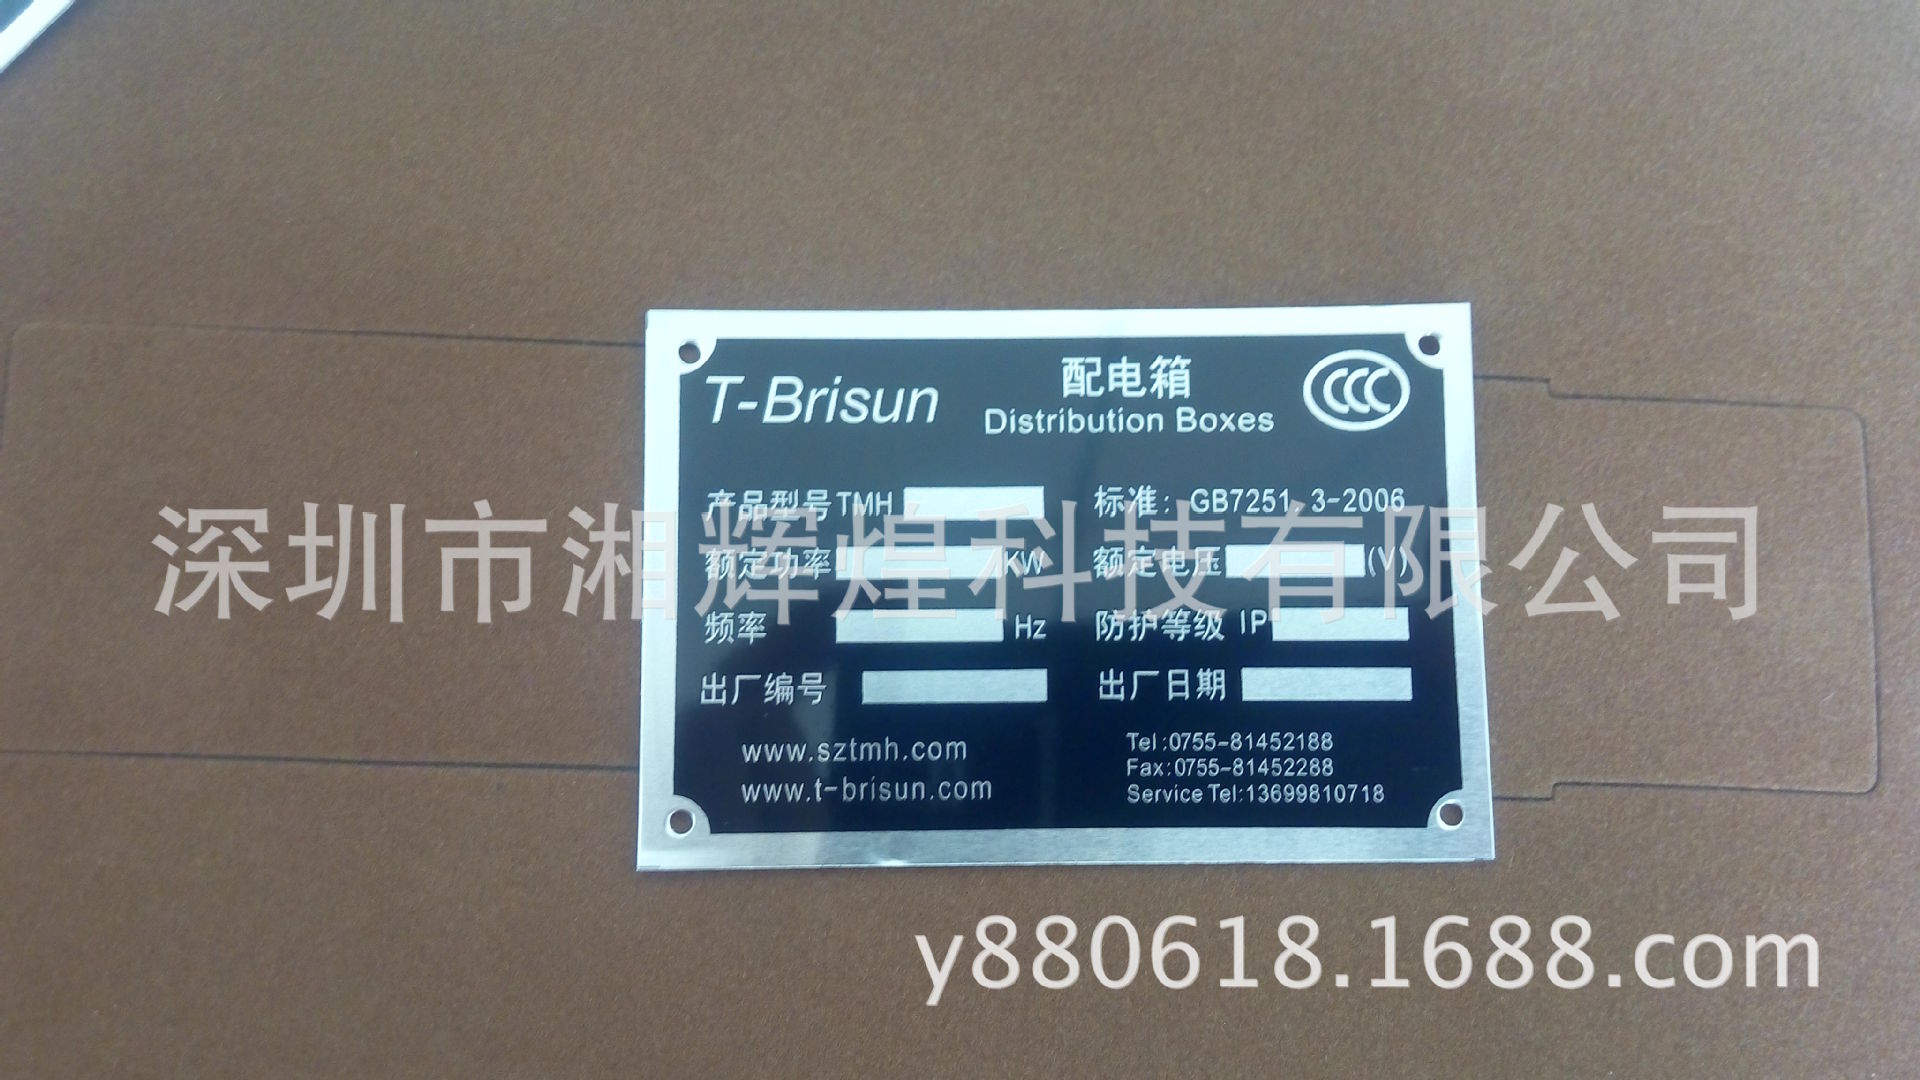 T-Brisun
配电箱
Distribution Boxes
CCC
产品型号TMH
标准: GB7251.3-2006
额定功率 KW
额定电压 (V)
频率 Hz
防护等级 IP
出厂编号
出厂日期
www.sztmh.com
www.t-brisun.com
Tel:0755-81452188
Fax:0755-81452288
Service Tel:13699810718
深圳市湘辉煌科技有限公司
y880618.1688.com